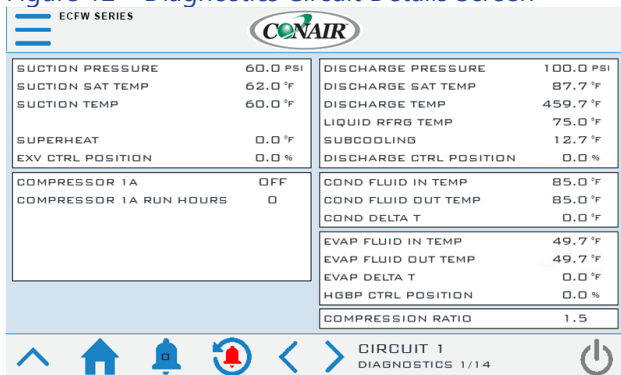 Figure 12 – Diagnostics Circuit Details Screen
ECFW SERIES
CONAIR
SUCTION PRESSURE 60.0 PSI
SUCTION SAT TEMP 62.0 °F
SUCTION TEMP 60.0 °F
SUPERHEAT 0.0 °F
EXV CTRL POSITION 0.0 %
DISCHARGE PRESSURE 100.0 PSI
DISCHARGE SAT TEMP 87.7 °F
DISCHARGE TEMP 459.7 °F
LIQUID RFRG TEMP 75.0 °F
SUBCOOLING 12.7 °F
DISCHARGE CTRL POSITION 0.0 %
COMPRESSOR 1A OFF
COMPRESSOR 1A RUN HOURS 0
COND FLUID IN TEMP 85.0 °F
COND FLUID OUT TEMP 85.0 °F
COND DELTA T 0.0 °F
EVAP FLUID IN TEMP 49.7 °F
EVAP FLUID OUT TEMP 49.7 °F
EVAP DELTA T 0.0 °F
HGBP CTRL POSITION 0.0 %
COMPRESSION RATIO 1.5
0
CIRCUIT 1
DIAGNOSTICS 1/14